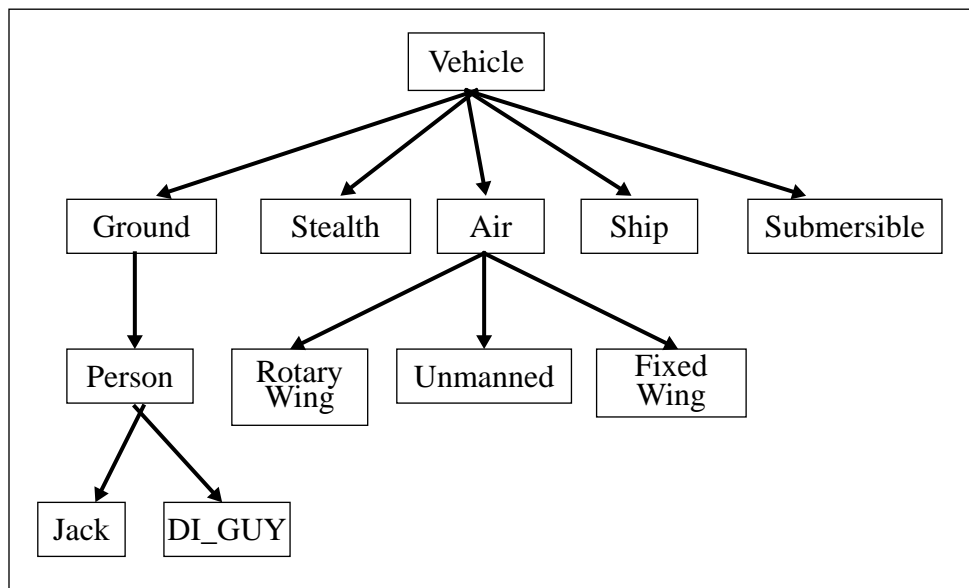 Vehicle
Ground
Stealth
Air
Ship
Submersible
Person
Rotary
Wing
Unmanned
Fixed
Wing
Jack
DI_GUY